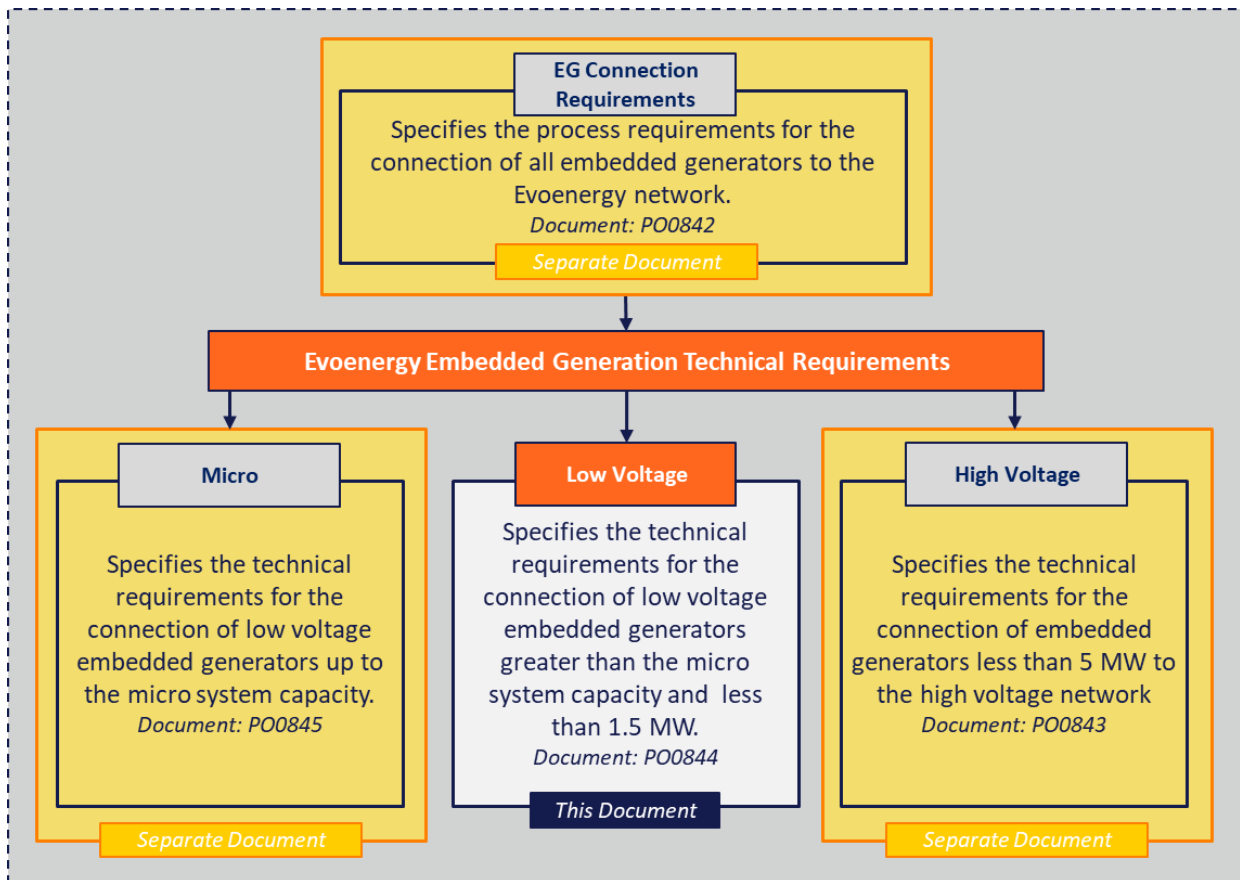 EG Connection
Requirements
Specifies the process requirements for the
connection of all embedded generators to the
Evoenergy network.
Document: PO0842
Separate Document
Evoenergy Embedded Generation Technical Requirements
Micro
Specifies the technical
requirements for the
connection of low voltage
embedded generators up to
the micro system capacity.
Document: PO0845
Separate Document
Low Voltage
Specifies the technical
requirements for the
connection of low voltage
embedded generators
greater than the micro
system capacity and less
than 1.5 MW.
Document: PO0844
This Document
High Voltage
Specifies the technical
requirements for the
connection of embedded
generators less than 5 MW to
the high voltage network
Document: PO0843
Separate Document